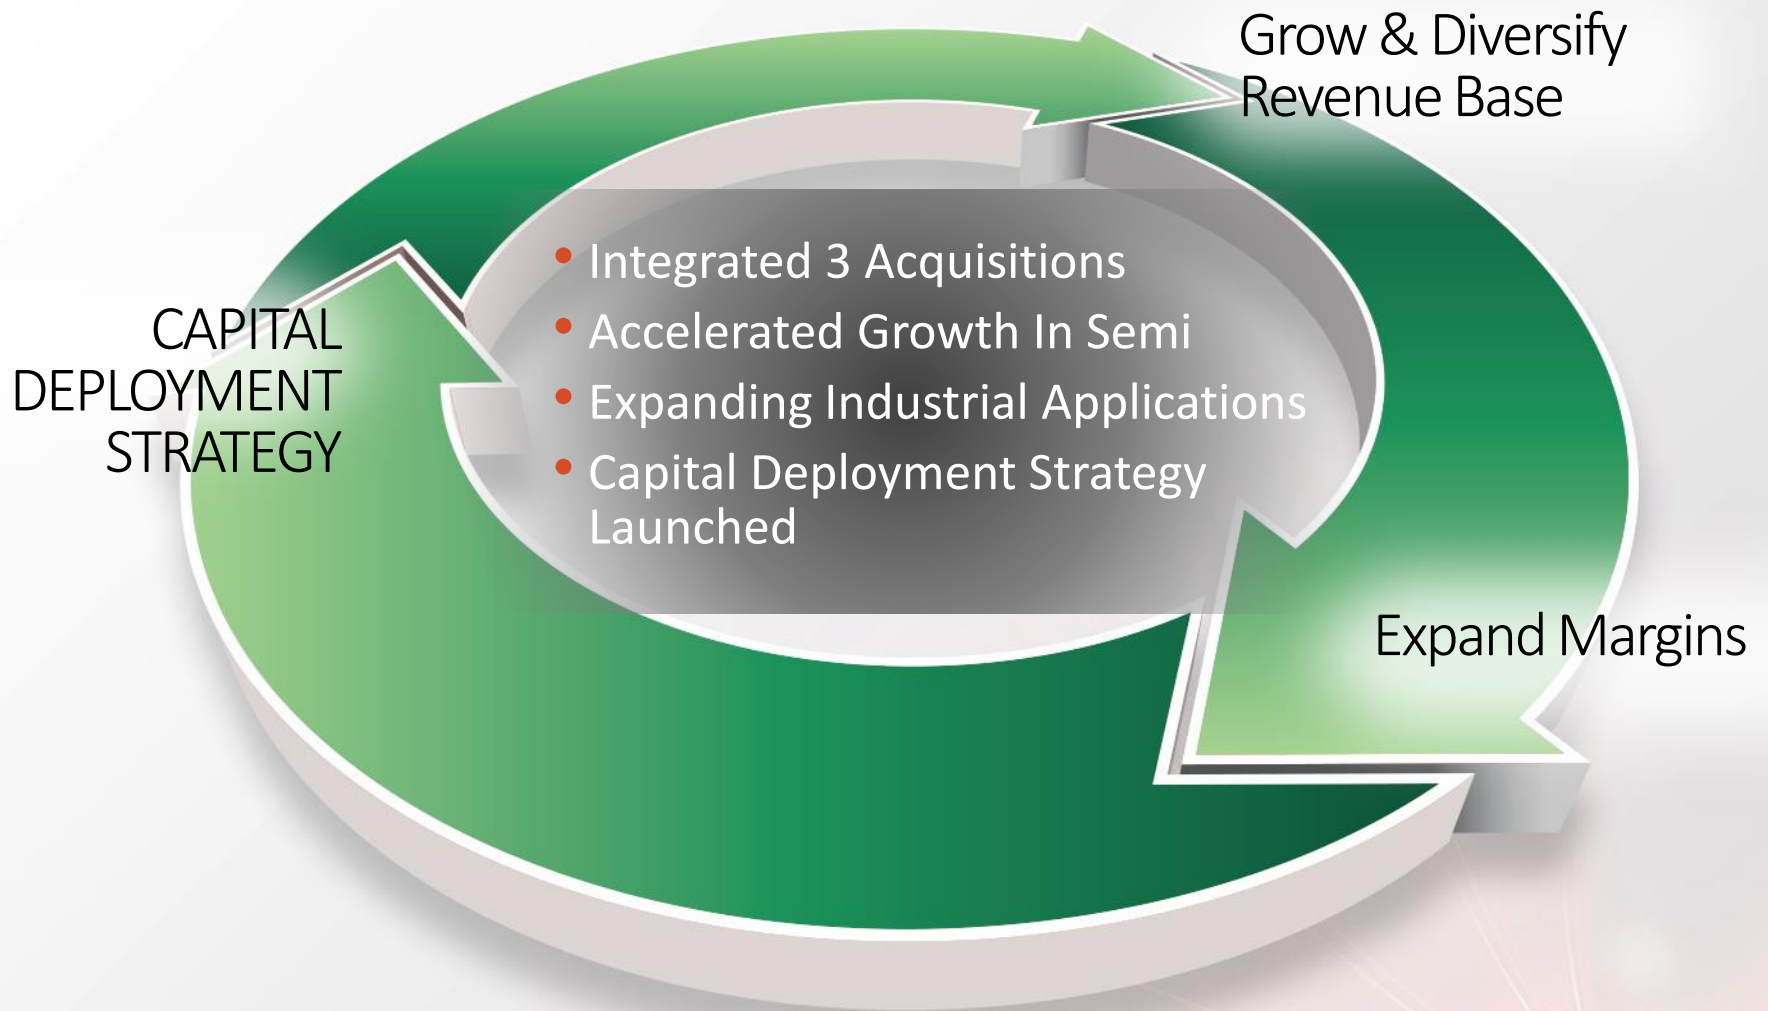 Grow & Diversify
Revenue Base
• Integrated 3 Acquisitions
• Accelerated Growth In Semi
• Expanding Industrial Applications
• Capital Deployment Strategy
Launched
CAPITAL
DEPLOYMENT
STRATEGY
Expand Margins